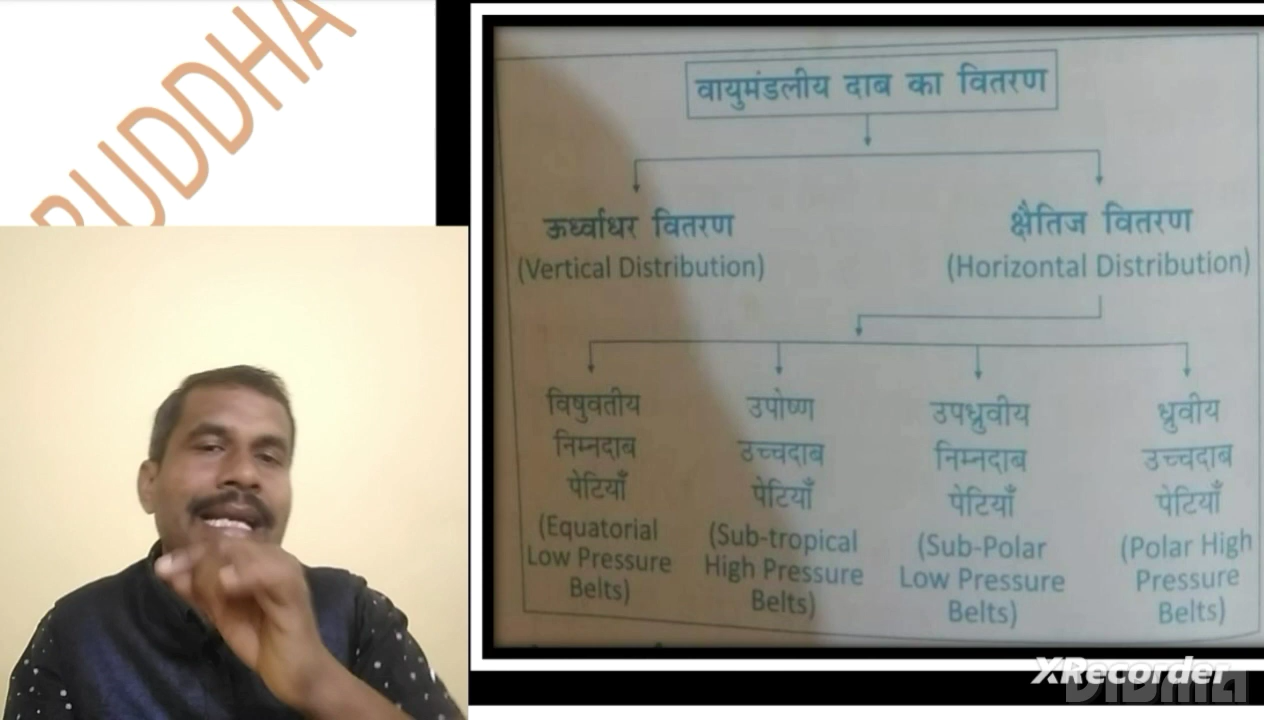 BUDDHA
वायुमंडलीय दाब का वितरण
ऊर्ध्वाधर वितरण
(Vertical Distribution)
क्षैतिज वितरण
(Horizontal Distribution)
विषुवतीय
निम्नदाब
पेटियाँ
(Equatorial
Low Pressure
Belts)
उपोष्ण
उच्चदाब
पेटियाँ
(Sub-tropical
High Pressure
Belts)
उपध्रुवीय
निम्नदाब
पेटियाँ
(Sub-Polar
Low Pressure
Belts)
ध्रुवीय
उच्चदाब
पेटियाँ
(Polar High
Pressure
Belts)
XRecorder